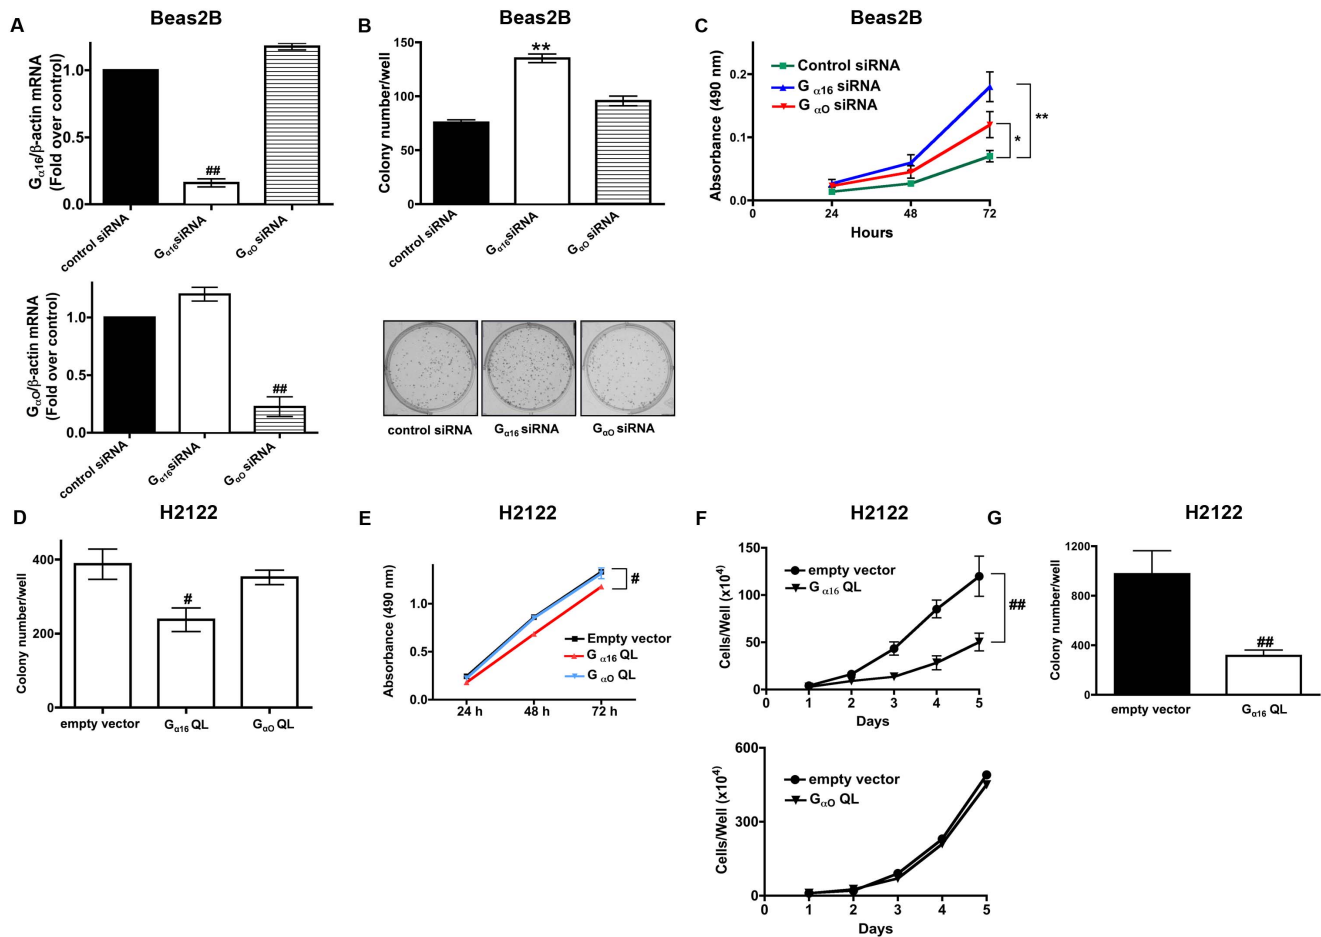 A
Beas2B
Gα16/β-actin mRNA
(Fold over control)
1.0
0.5
0.0
##
control siRNA
Gα16siRNA
GαO siRNA
GαO/β-actin mRNA
(Fold over control)
1.0
0.5
0.0
##
control siRNA
Gα16siRNA
GαO siRNA
B
Beas2B
Colony number/well
150
100
50
0
**
control siRNA
Gα16siRNA
GαO siRNA
control siRNA
Gα16 siRNA
GαO siRNA
C
Beas2B
Absorbance (490 nm)
0.2
0.1
0.0
Control siRNA
G α16 siRNA
G αO siRNA
*
**
0
24
48
72
Hours
D
H2122
Colony number/well
400
200
0
#
empty vector
Gα16 QL
GαO QL
E
H2122
Absorbance (490 nm)
1.0
0.5
0.0
#
Empty vector
G α16 QL
G αO QL
24 h
48 h
72 h
F
H2122
Cells/Well (x10⁴)
150
100
50
0
empty vector
G α16 QL
##
0
1
2
3
4
5
Days
Cells/Well (x10⁴)
600
300
0
empty vector
GαO QL
0
1
2
3
4
5
Days
G
H2122
Colony number/well
1200
800
400
0
##
empty vector
Gα16 QL